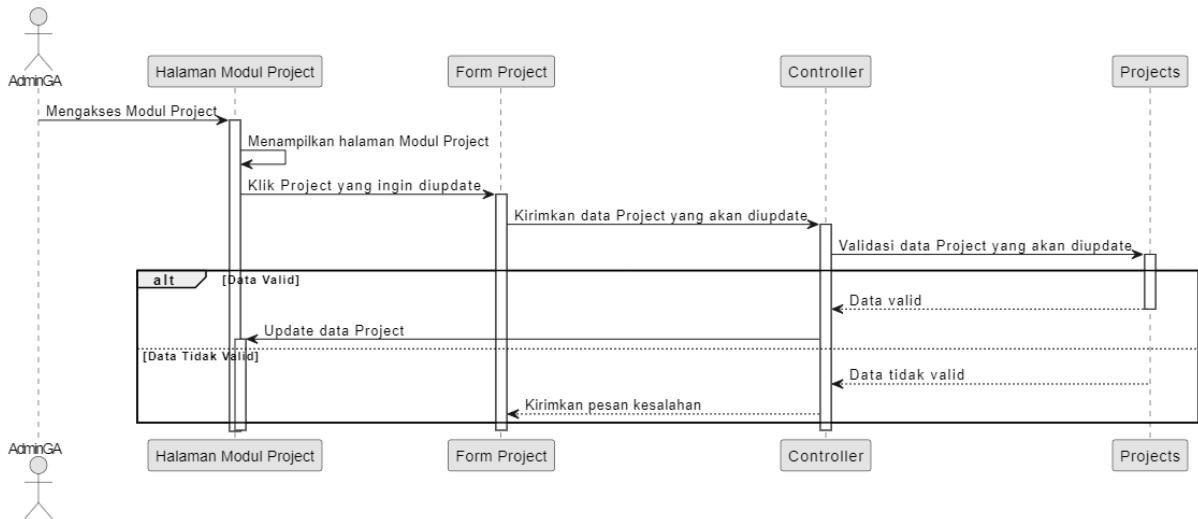 AdminGA
Halaman Modul Project
Form Project
Controller
Projects
Mengakses Modul Project
Menampilkan halaman Modul Project
Klik Project yang ingin diupdate
Kirimkan data Project yang akan diupdate
Validasi data Project yang akan diupdate
alt
[Data Valid]
Data valid
Update data Project
[Data Tidak Valid]
Data tidak valid
Kirimkan pesan kesalahan
AdminGA
Halaman Modul Project
Form Project
Controller
Projects